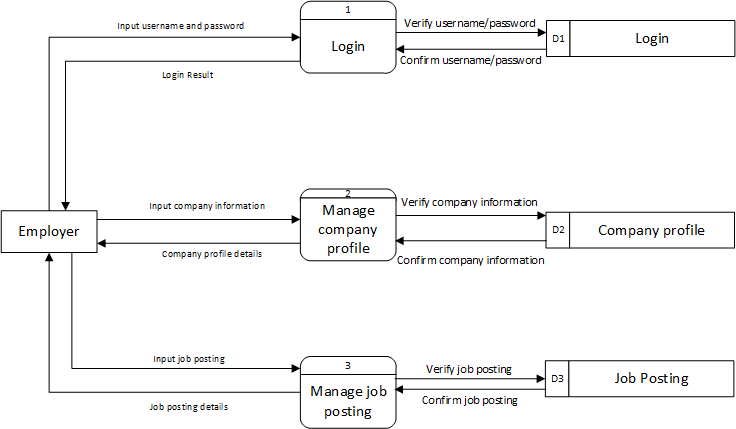 1
Input username and password
Verify username/password
D1
Login
Login
Confirm username/password
Login Result
2
Input company information
Manage
company
profile
Verify company information
Employer
D2
Company profile
Company profile details
Confirm company information
3
Input job posting
Verify job posting
D3
Job Posting
Manage job
posting
Job posting details
Confirm job posting